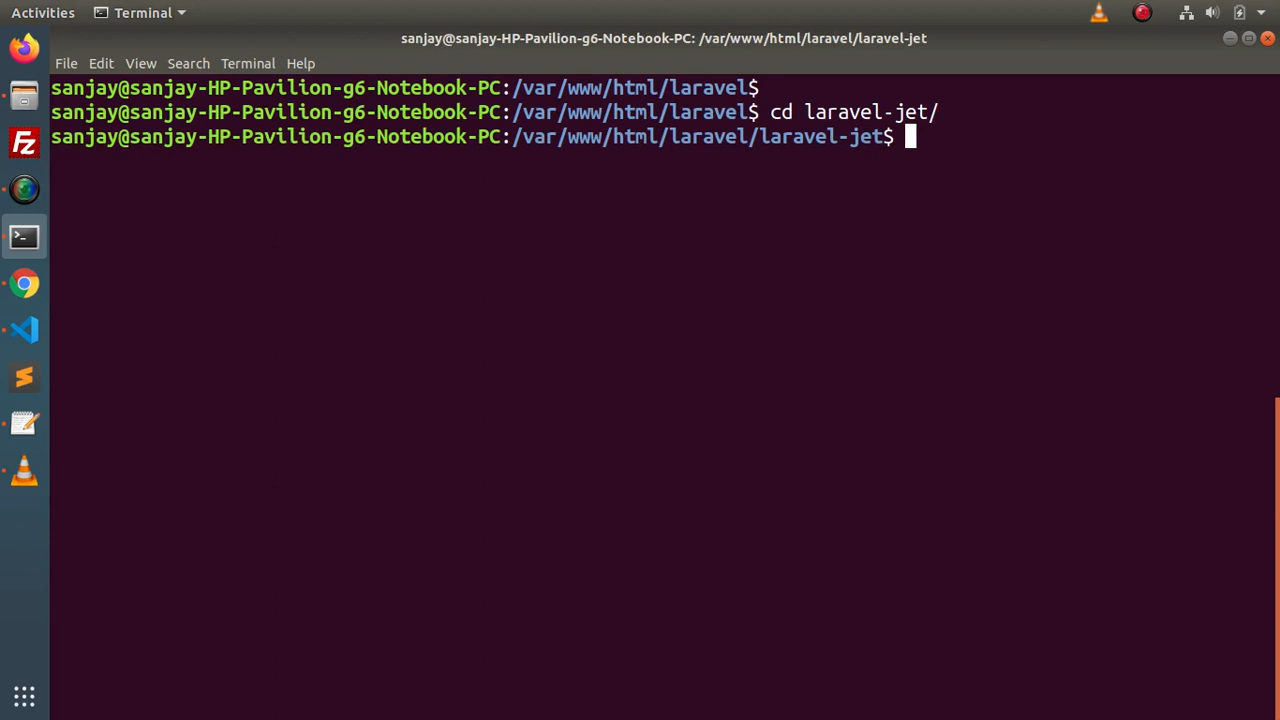 Activities Terminal
sanjay@sanjay-HP-Pavilion-g6-Notebook-PC: /var/www/html/laravel/laravel-jet
File Edit View Search Terminal Help
sanjay@sanjay-HP-Pavilion-g6-Notebook-PC:/var/www/html/laravel$
sanjay@sanjay-HP-Pavilion-g6-Notebook-PC:/var/www/html/laravel$ cd laravel-jet/
sanjay@sanjay-HP-Pavilion-g6-Notebook-PC:/var/www/html/laravel/laravel-jet$